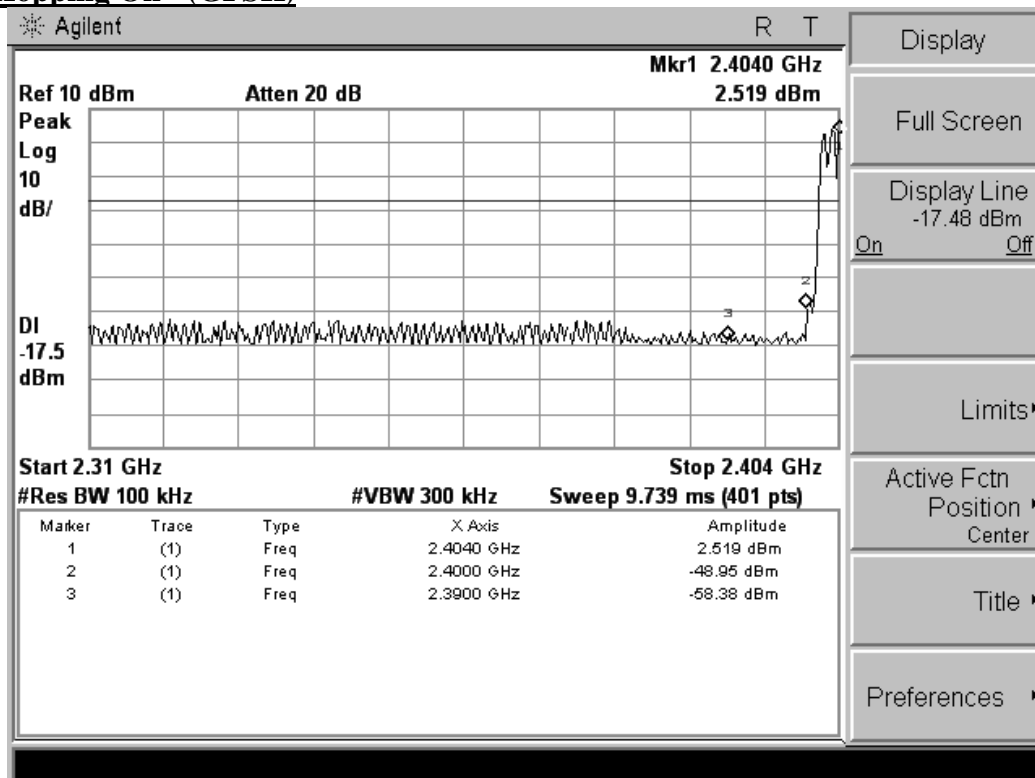 Agilent R T
Mkr1 2.4040 GHz
Ref 10 dBm Atten 20 dB 2.519 dBm
Peak
Log
10
dB/
2
3
DI
-17.5
dBm
Start 2.31 GHz Stop 2.404 GHz
#Res BW 100 kHz #VBW 300 kHz Sweep 9.739 ms (401 pts)
Marker Trace Type X Axis Amplitude
1 (1) Freq 2.4040 GHz 2.519 dBm
2 (1) Freq 2.4000 GHz -48.95 dBm
3 (1) Freq 2.3900 GHz -58.38 dBm
Display
Full Screen
Display Line
-17.48 dBm
On Off
Limits
Active Fctn
Position
Center
Title
Preferences